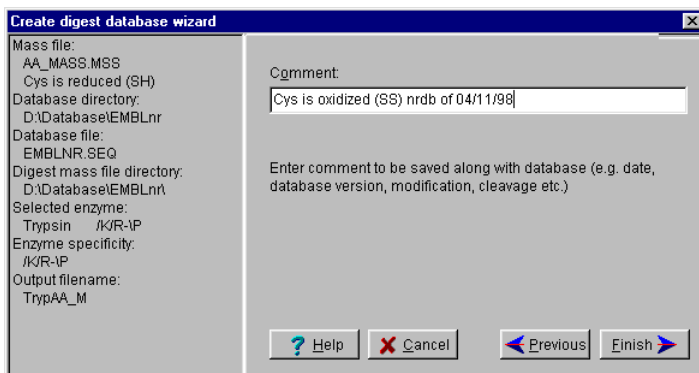 Create digest database wizard
Mass file:
AA_MASS.MSS
Cys is reduced (SH)
Database directory:
D:\Database\EMBLnr
Database file:
EMBLNR.SEQ
Digest mass file directory:
D:\Database\EMBLnr\
Selected enzyme:
Trypsin /K/R-\P
Enzyme specificity:
/K/R-\P
Output filename:
TrypAA_M
Comment:
Cys is oxidized (SS) nrdb of 04/11/98
Enter comment to be saved along with database (e.g. date,
database version, modification, cleavage etc.)
? Help
Cancel
Previous
Finish